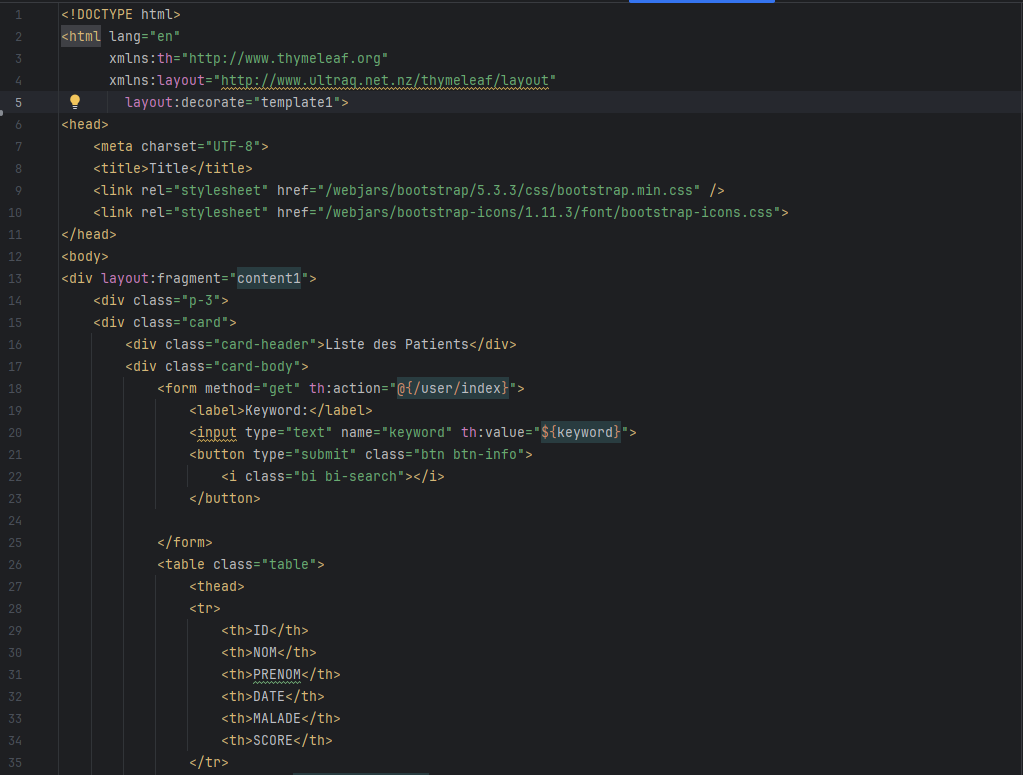 1 <!DOCTYPE html>
2 <html lang="en"
3 xmlns:th="http://www.thymeleaf.org"
4 xmlns:layout="http://www.ultraq.net.nz/thymeleaf/layout"
5 layout:decorate="template1">
6 <head>
7 <meta charset="UTF-8">
8 <title>Title</title>
9 <link rel="stylesheet" href="/webjars/bootstrap/5.3.3/css/bootstrap.min.css" />
10 <link rel="stylesheet" href="/webjars/bootstrap-icons/1.11.3/font/bootstrap-icons.css">
11 </head>
12 <body>
13 <div layout:fragment="content1">
14 <div class="p-3">
15 <div class="card">
16 <div class="card-header">Liste des Patients</div>
17 <div class="card-body">
18 <form method="get" th:action="@{/user/index}">
19 <label>Keyword:</label>
20 <input type="text" name="keyword" th:value="${keyword}">
21 <button type="submit" class="btn btn-info">
22 <i class="bi bi-search"></i>
23 </button>
24
25 </form>
26 <table class="table">
27 <thead>
28 <tr>
29 <th>ID</th>
30 <th>NOM</th>
31 <th>PRENOM</th>
32 <th>DATE</th>
33 <th>MALADE</th>
34 <th>SCORE</th>
35 </tr>